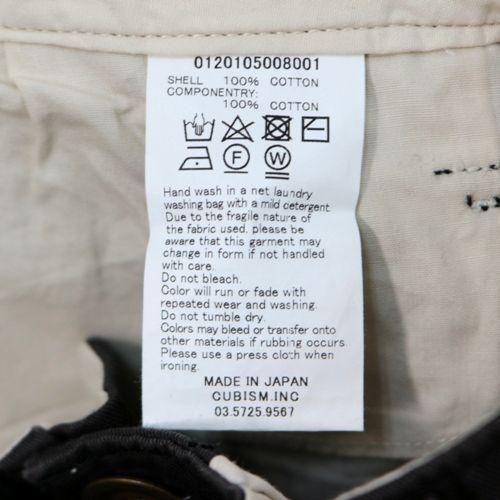 0120105008001
SHELL 100% COTTON
COMPONENTRY:
100% COTTON
F W
Hand wash in a net laundry
washing bag with a mild detergent.
Due to the fragile nature of
the fabric used, please be
aware that this garment may
change in form if not handled
with care.
Do not bleach.
Color will run or fade with
repeated wear and washing.
Do not tumble dry.
Colors may bleed or transfer onto
other materials if rubbing occurs.
Please use a press cloth when
ironing.
MADE IN JAPAN
CUBISM.INC
03.5725.9567